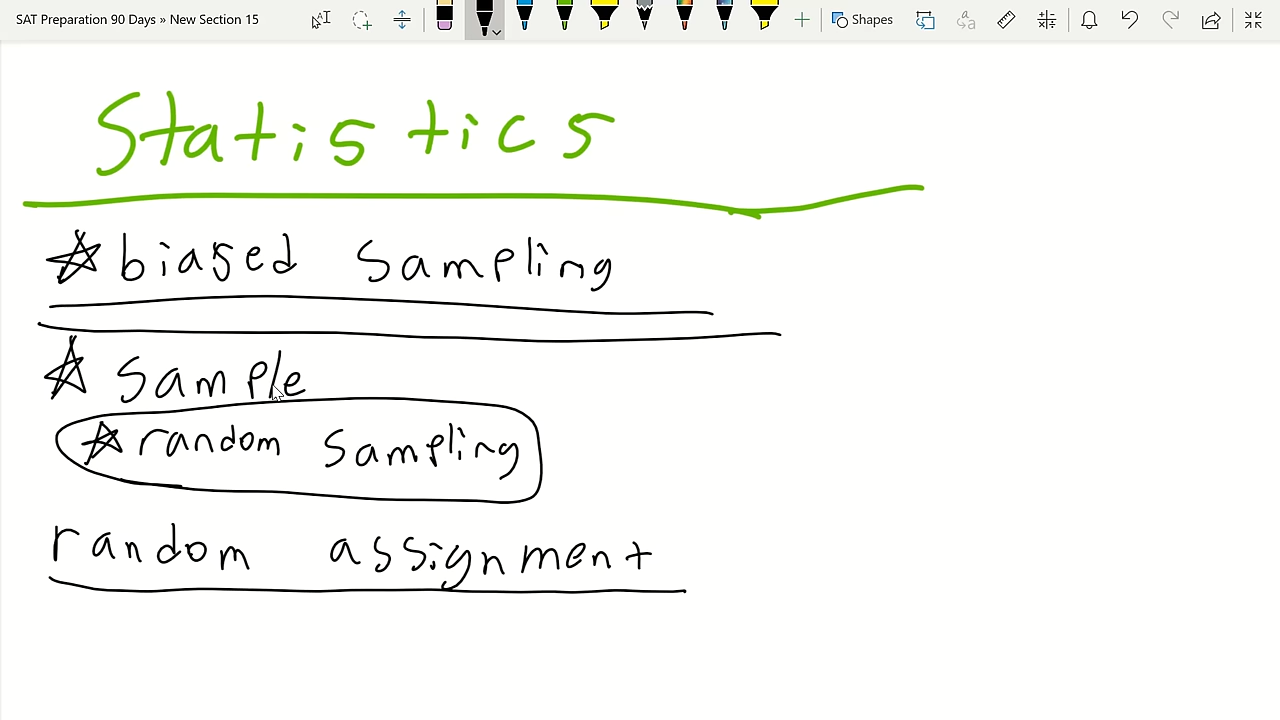 SAT Preparation 90 Days » New Section 15
Shapes
Statistics
☆ biased sampling
☆ sample
☆ random sampling
random assignment